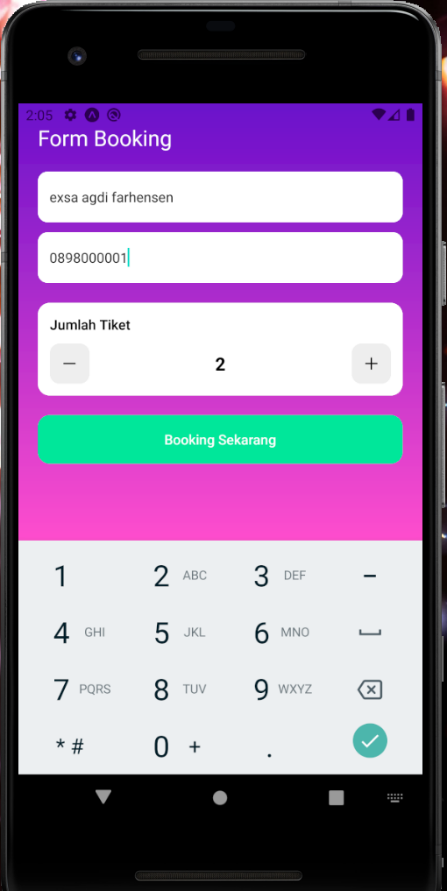 2:05
Form Booking
exsa agdi farhensen
0898000001
Jumlah Tiket
− 2 +
Booking Sekarang
1 2 ABC 3 DEF −
4 GHI 5 JKL 6 MNO
7 PQRS 8 TUV 9 WXYZ
* # 0 + .